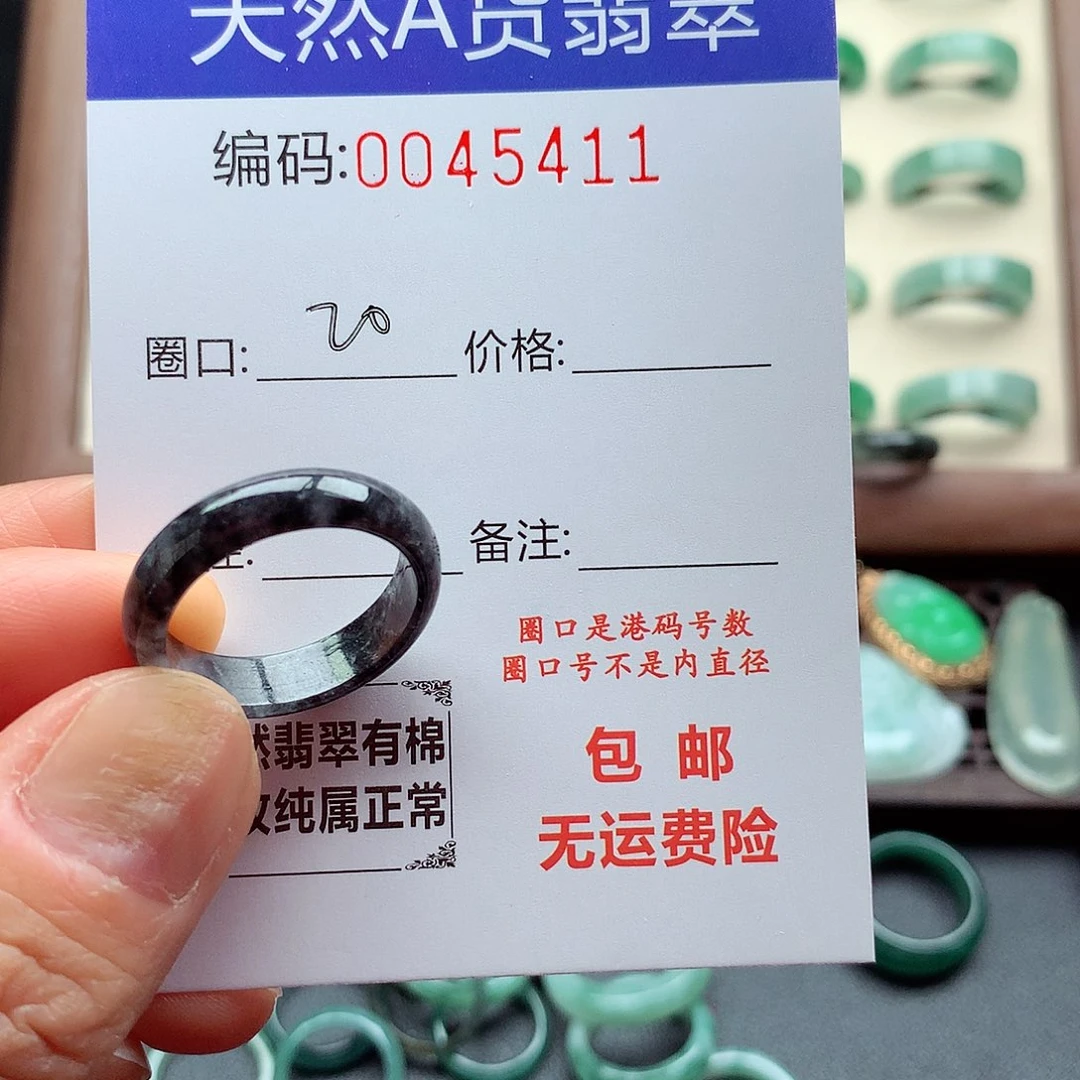 天然A货翡翠
编码:0045411
圈口: 20 价格:
备注:
圈口是港码号数
圈口号不是内直径
然翡翠有棉
纹纯属正常
包 邮
无运费险